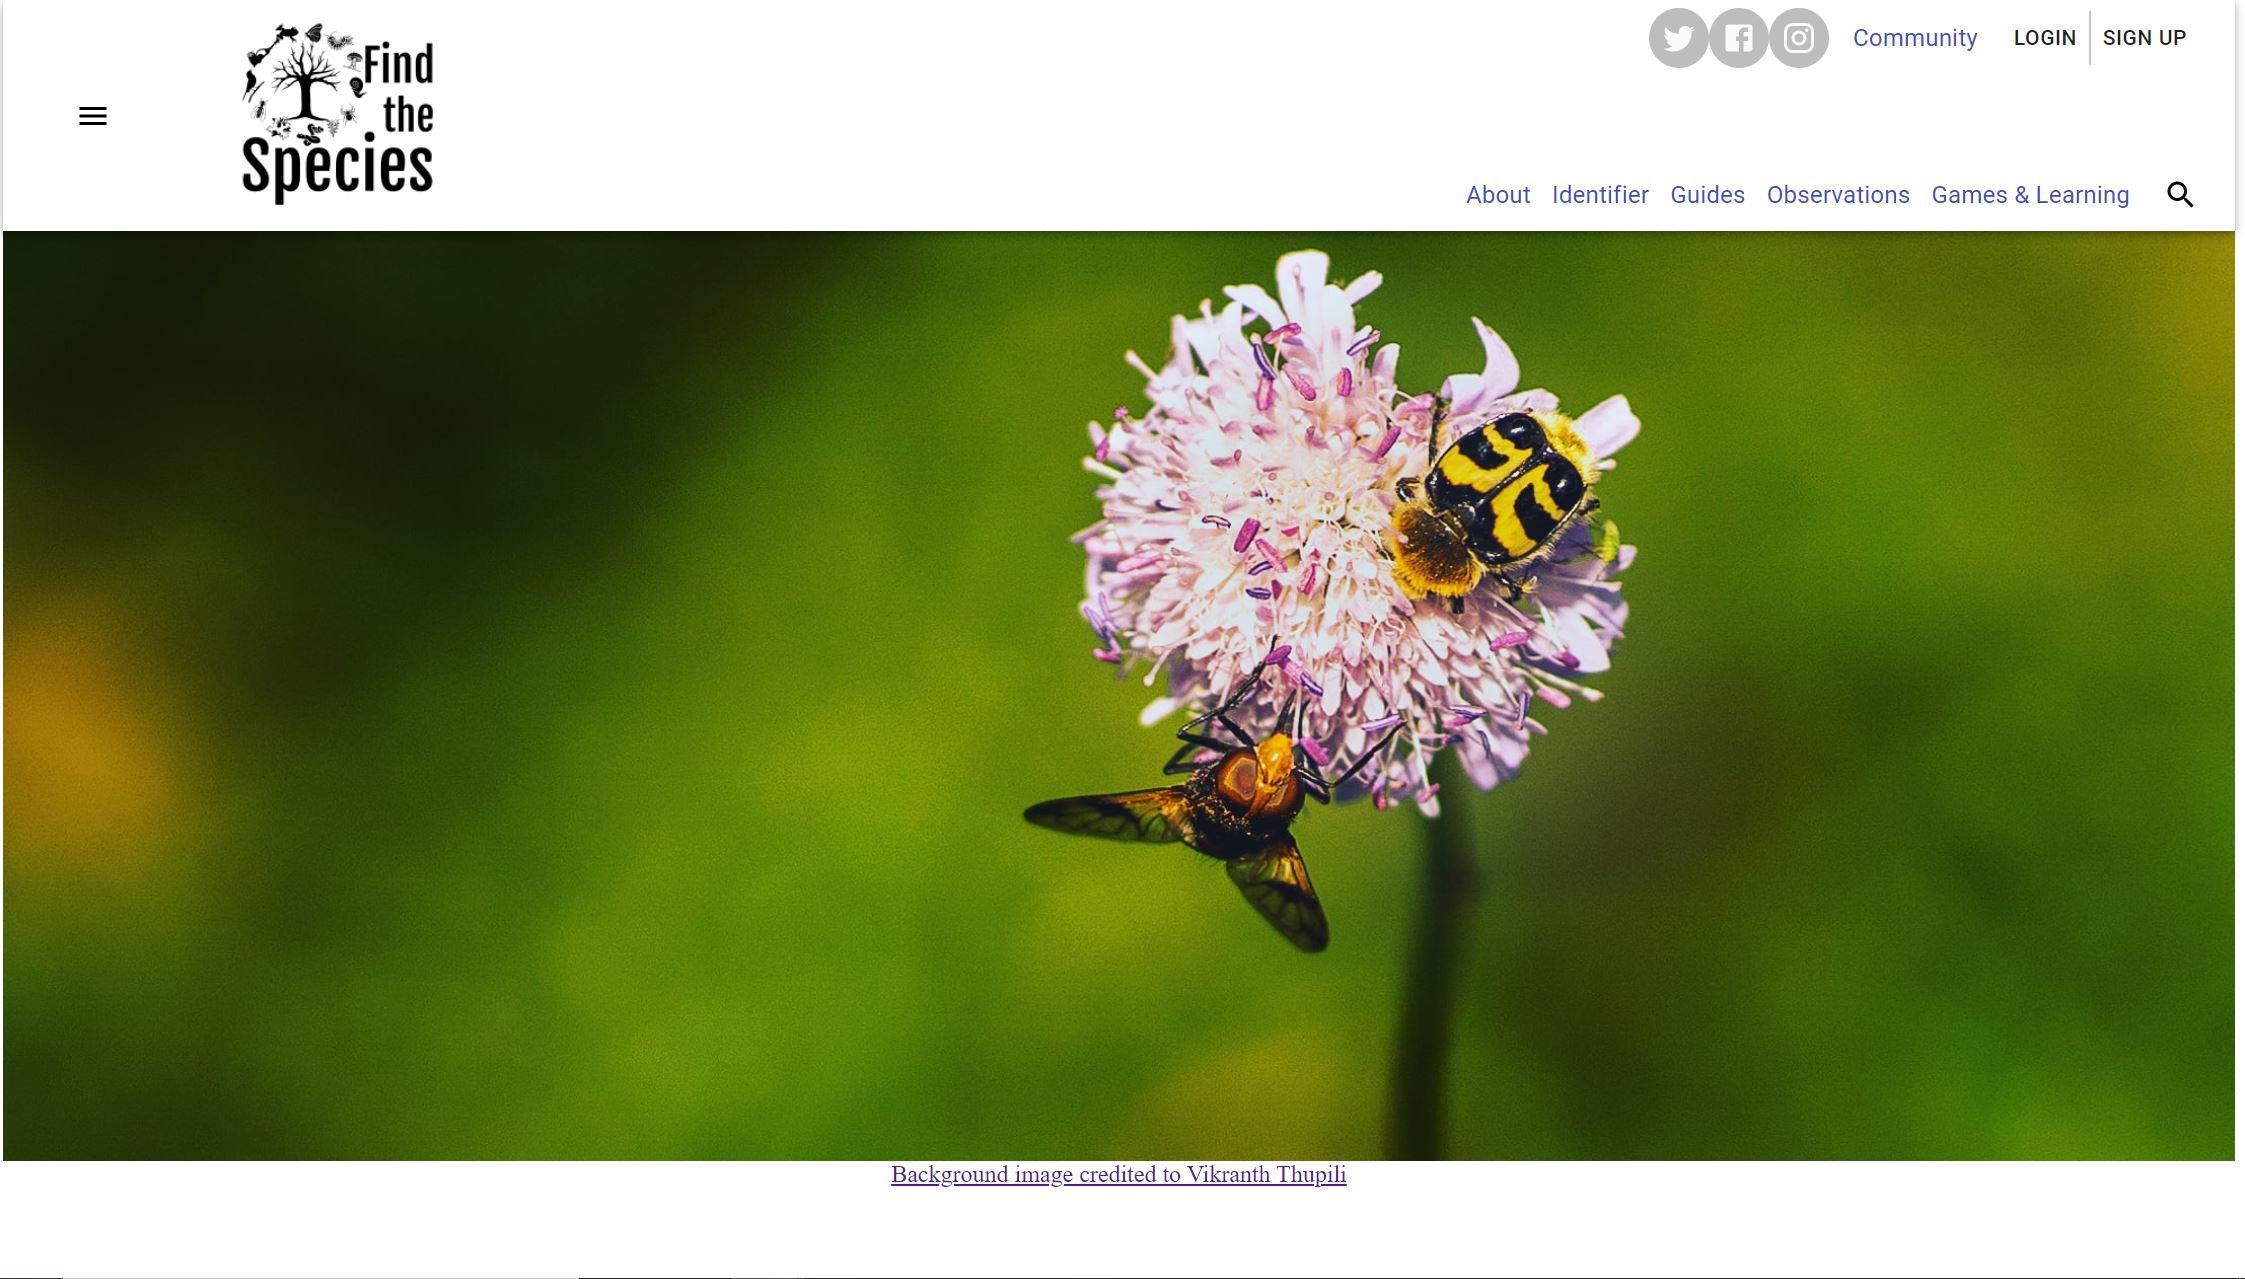 Find
the
Species
Community LOGIN SIGN UP
About Identifier Guides Observations Games & Learning
Background image credited to Vikranth Thupili